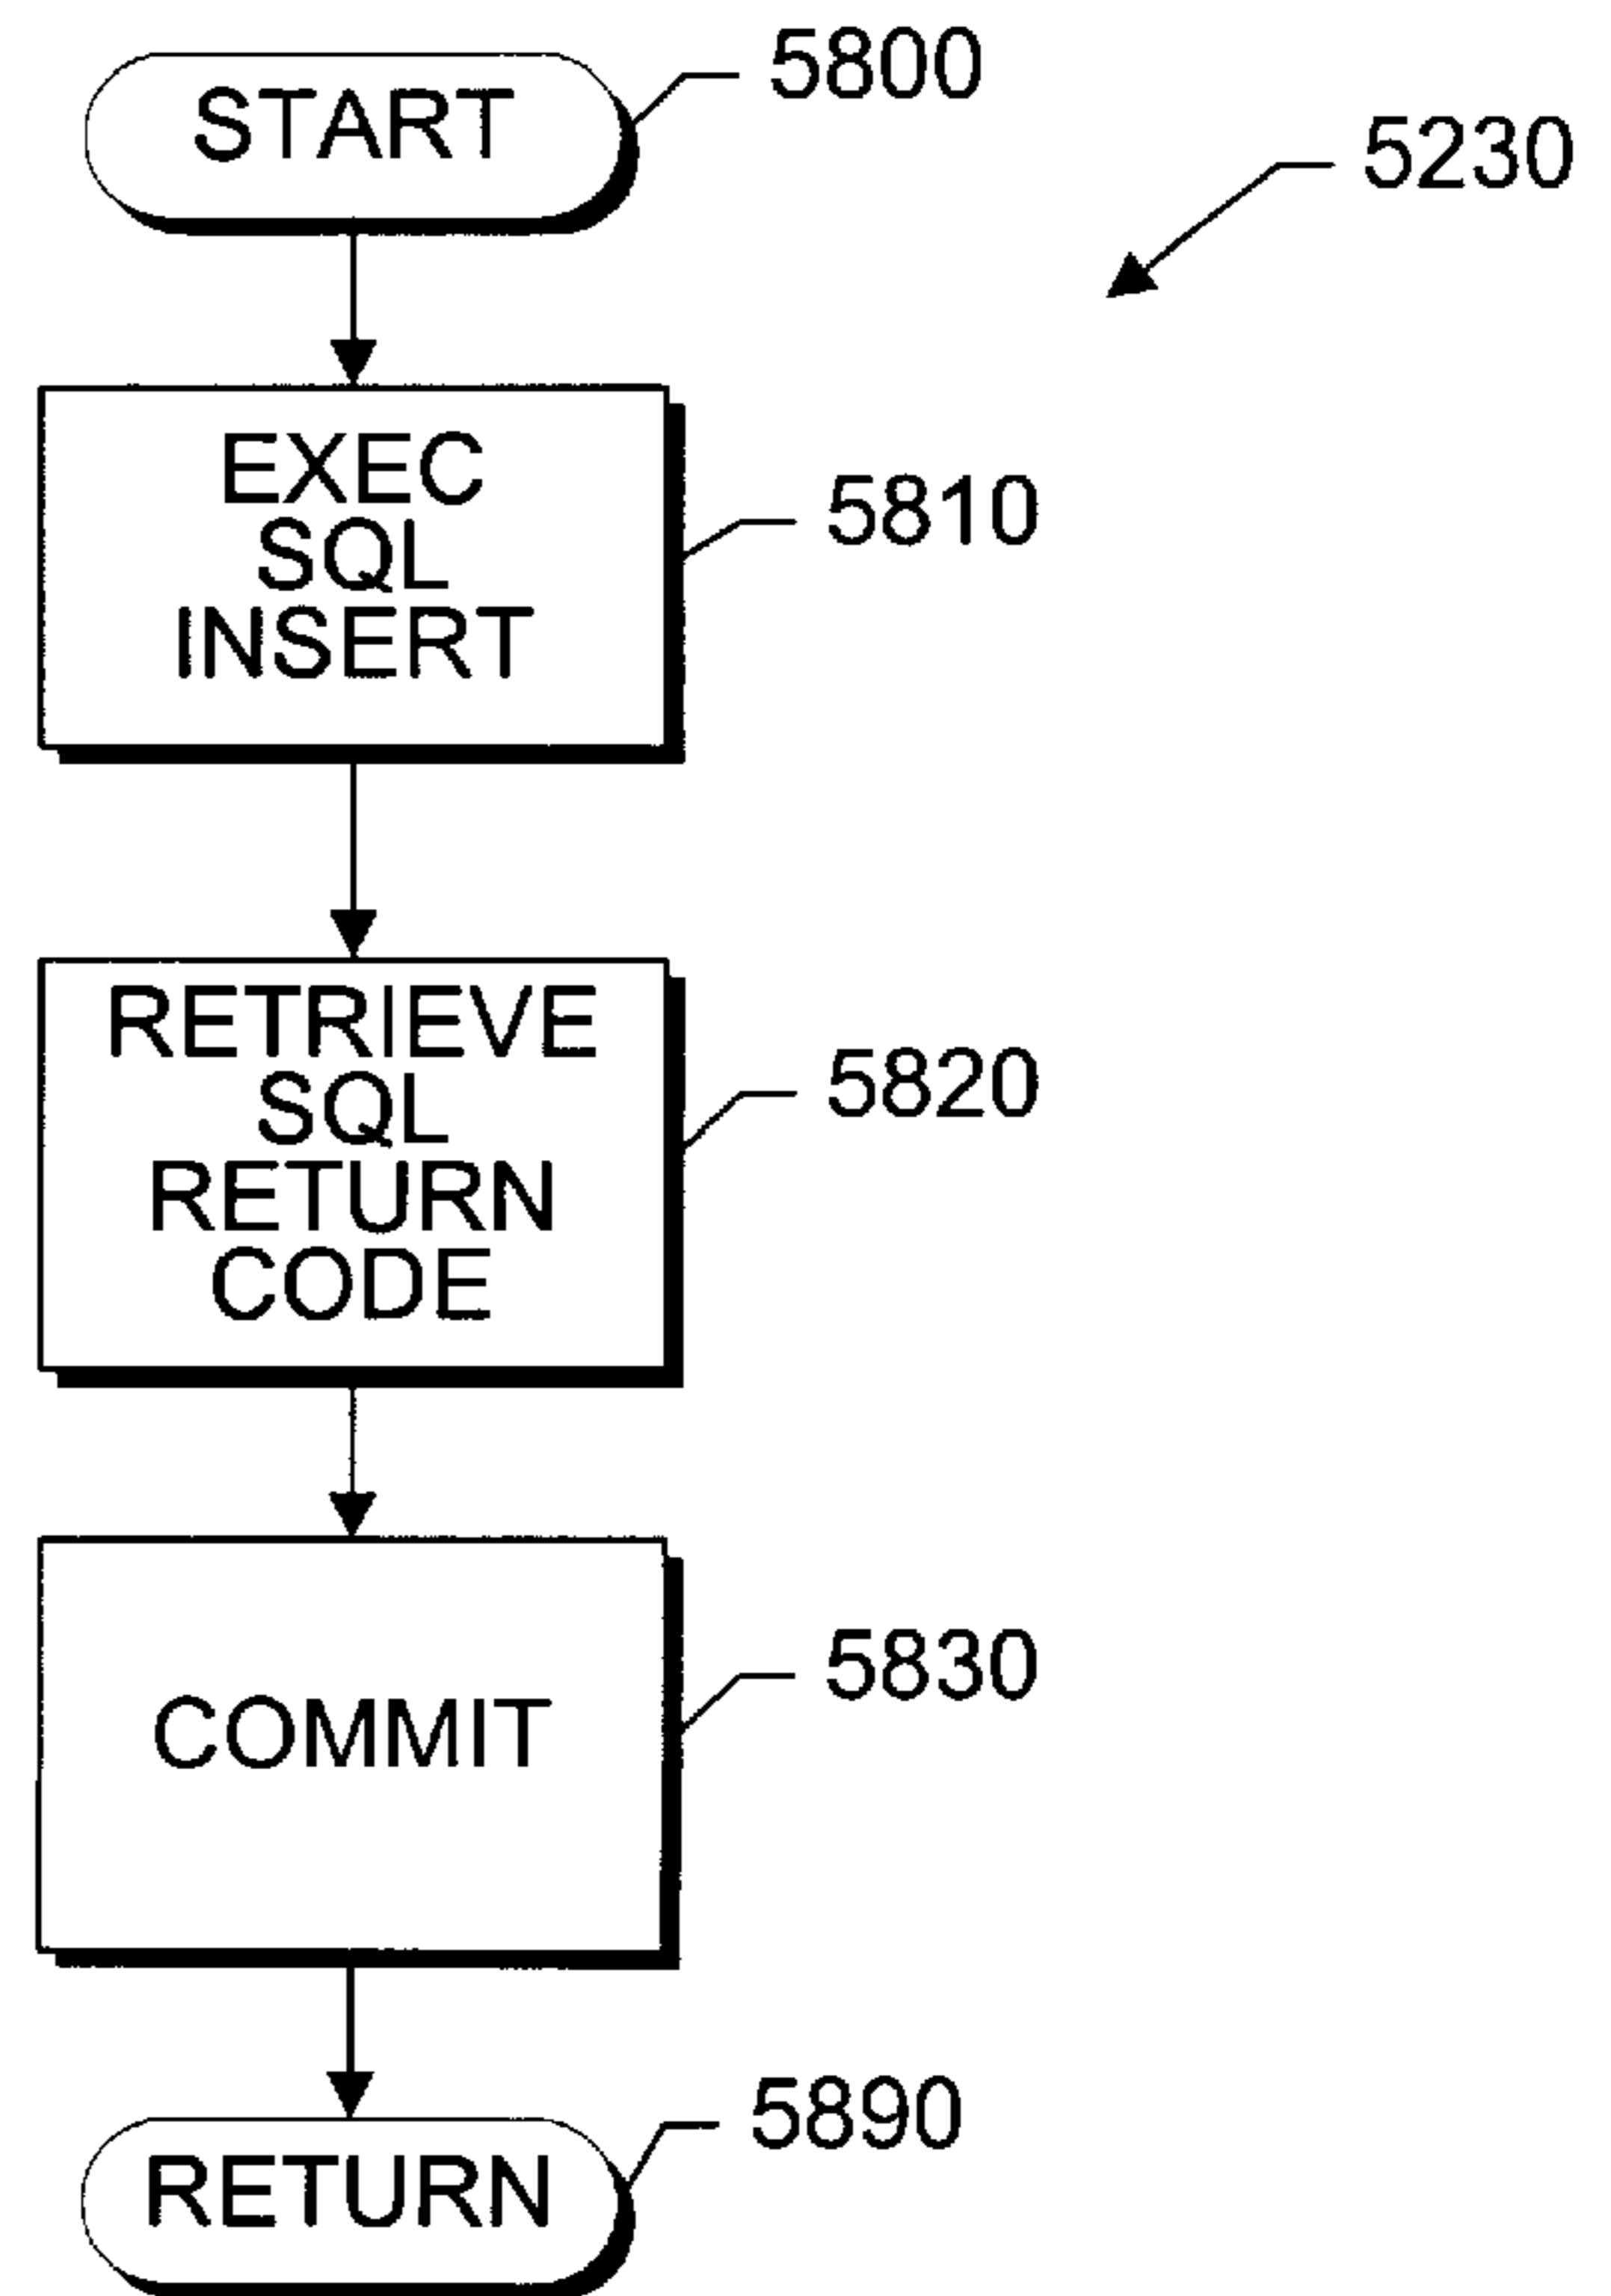 START
5800
5230
EXEC
SQL
INSERT
5810
RETRIEVE
SQL
RETURN
CODE
5820
COMMIT
5830
RETURN
5890